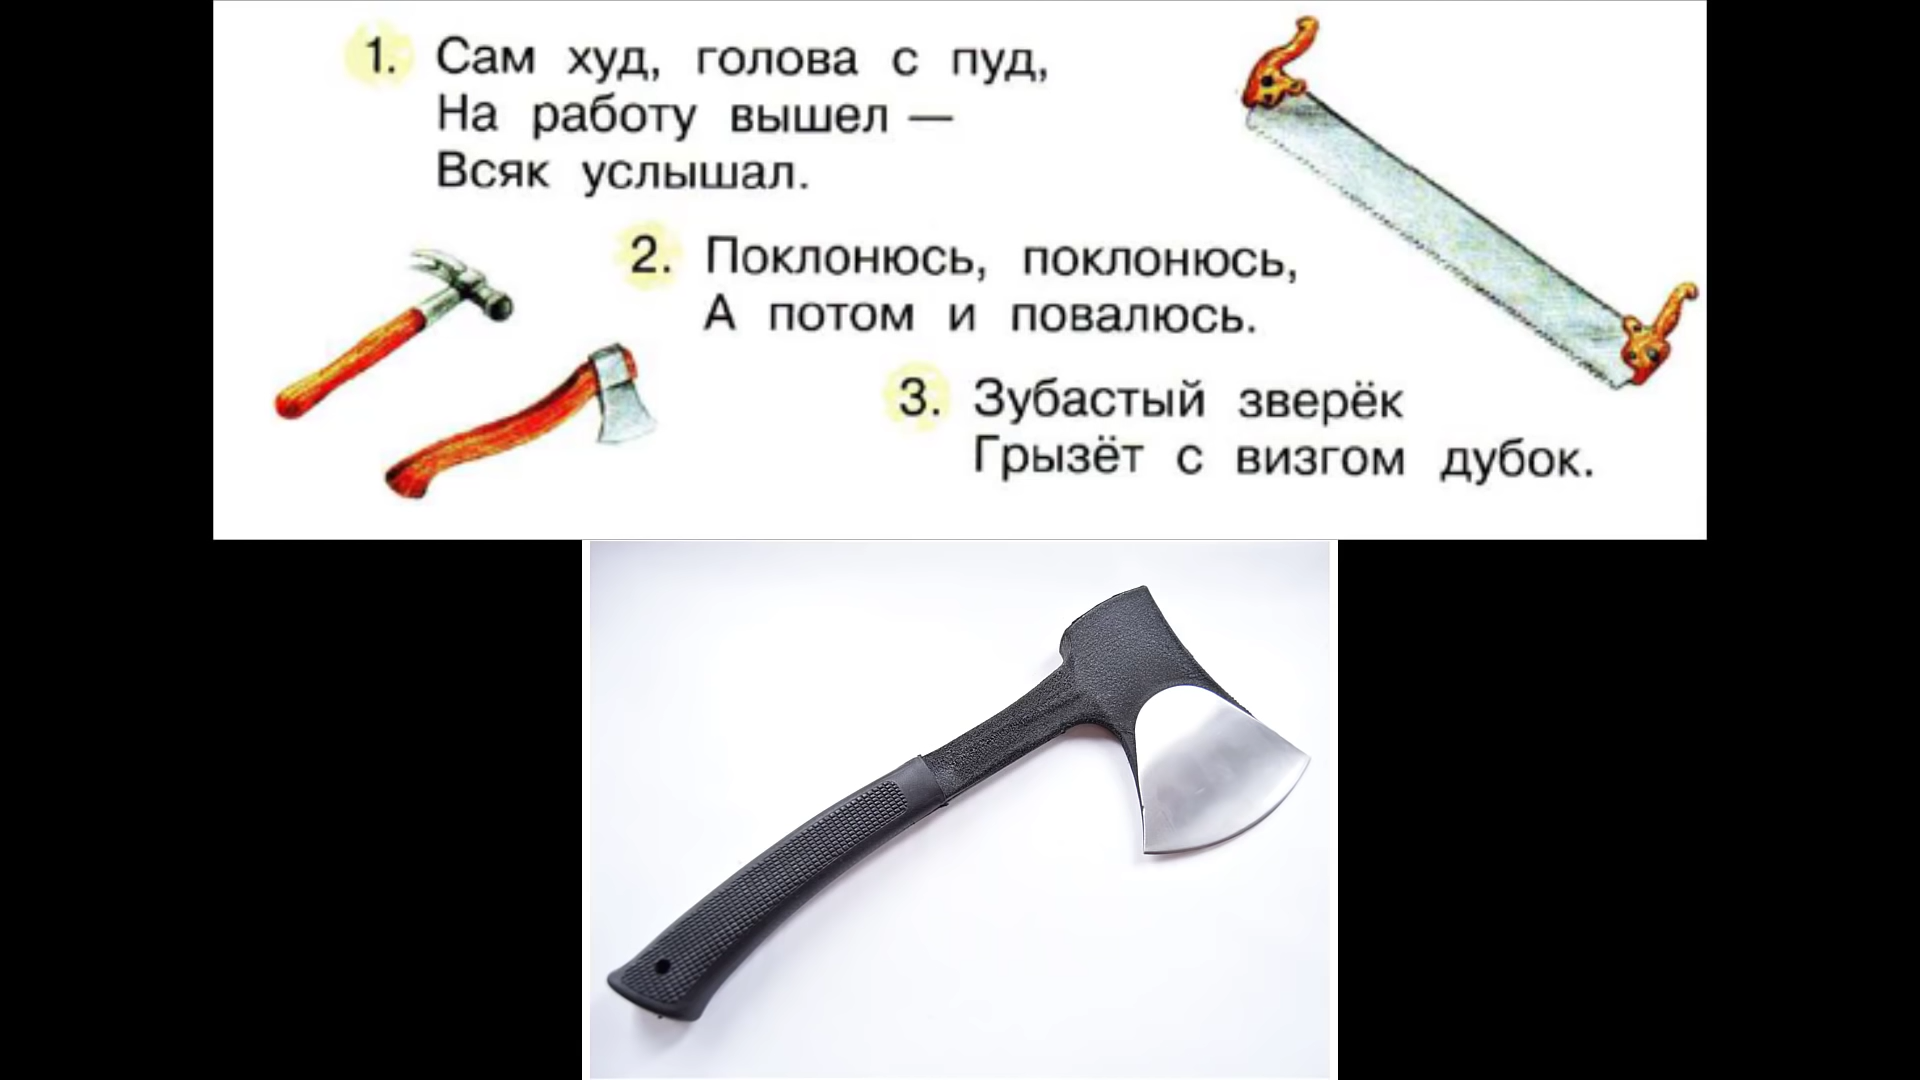 1. Сам худ, голова с пуд,
На работу вышел —
Всяк услышал.
2. Поклонюсь, поклонюсь,
А потом и повалюсь.
3. Зубастый зверёк
Грызёт с визгом дубок.